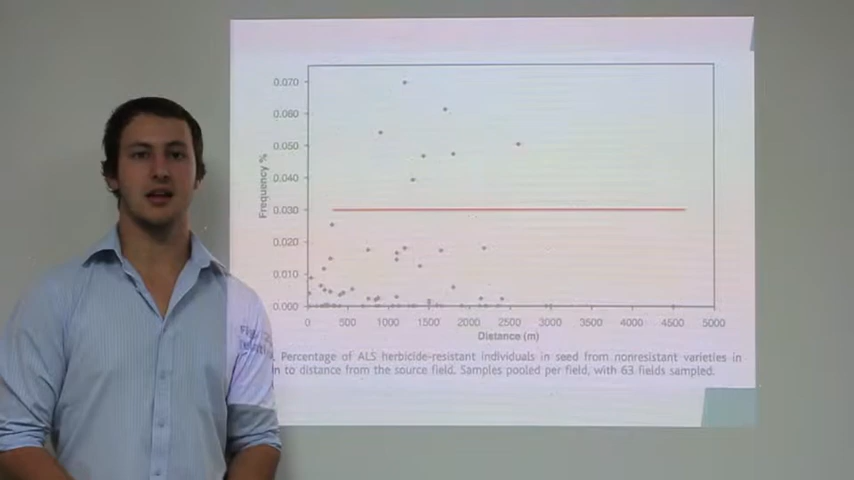 0.070
0.060
0.050
0.040
0.030
0.020
0.010
0.000
Frequency %
0 500 1000 1500 2000 2500 3000 3500 4000 4500 5000
Distance (m)
Percentage of ALS herbicide-resistant individuals in seed from nonresistant varieties in
to distance from the source field. Samples pooled per field, with 63 fields sampled.